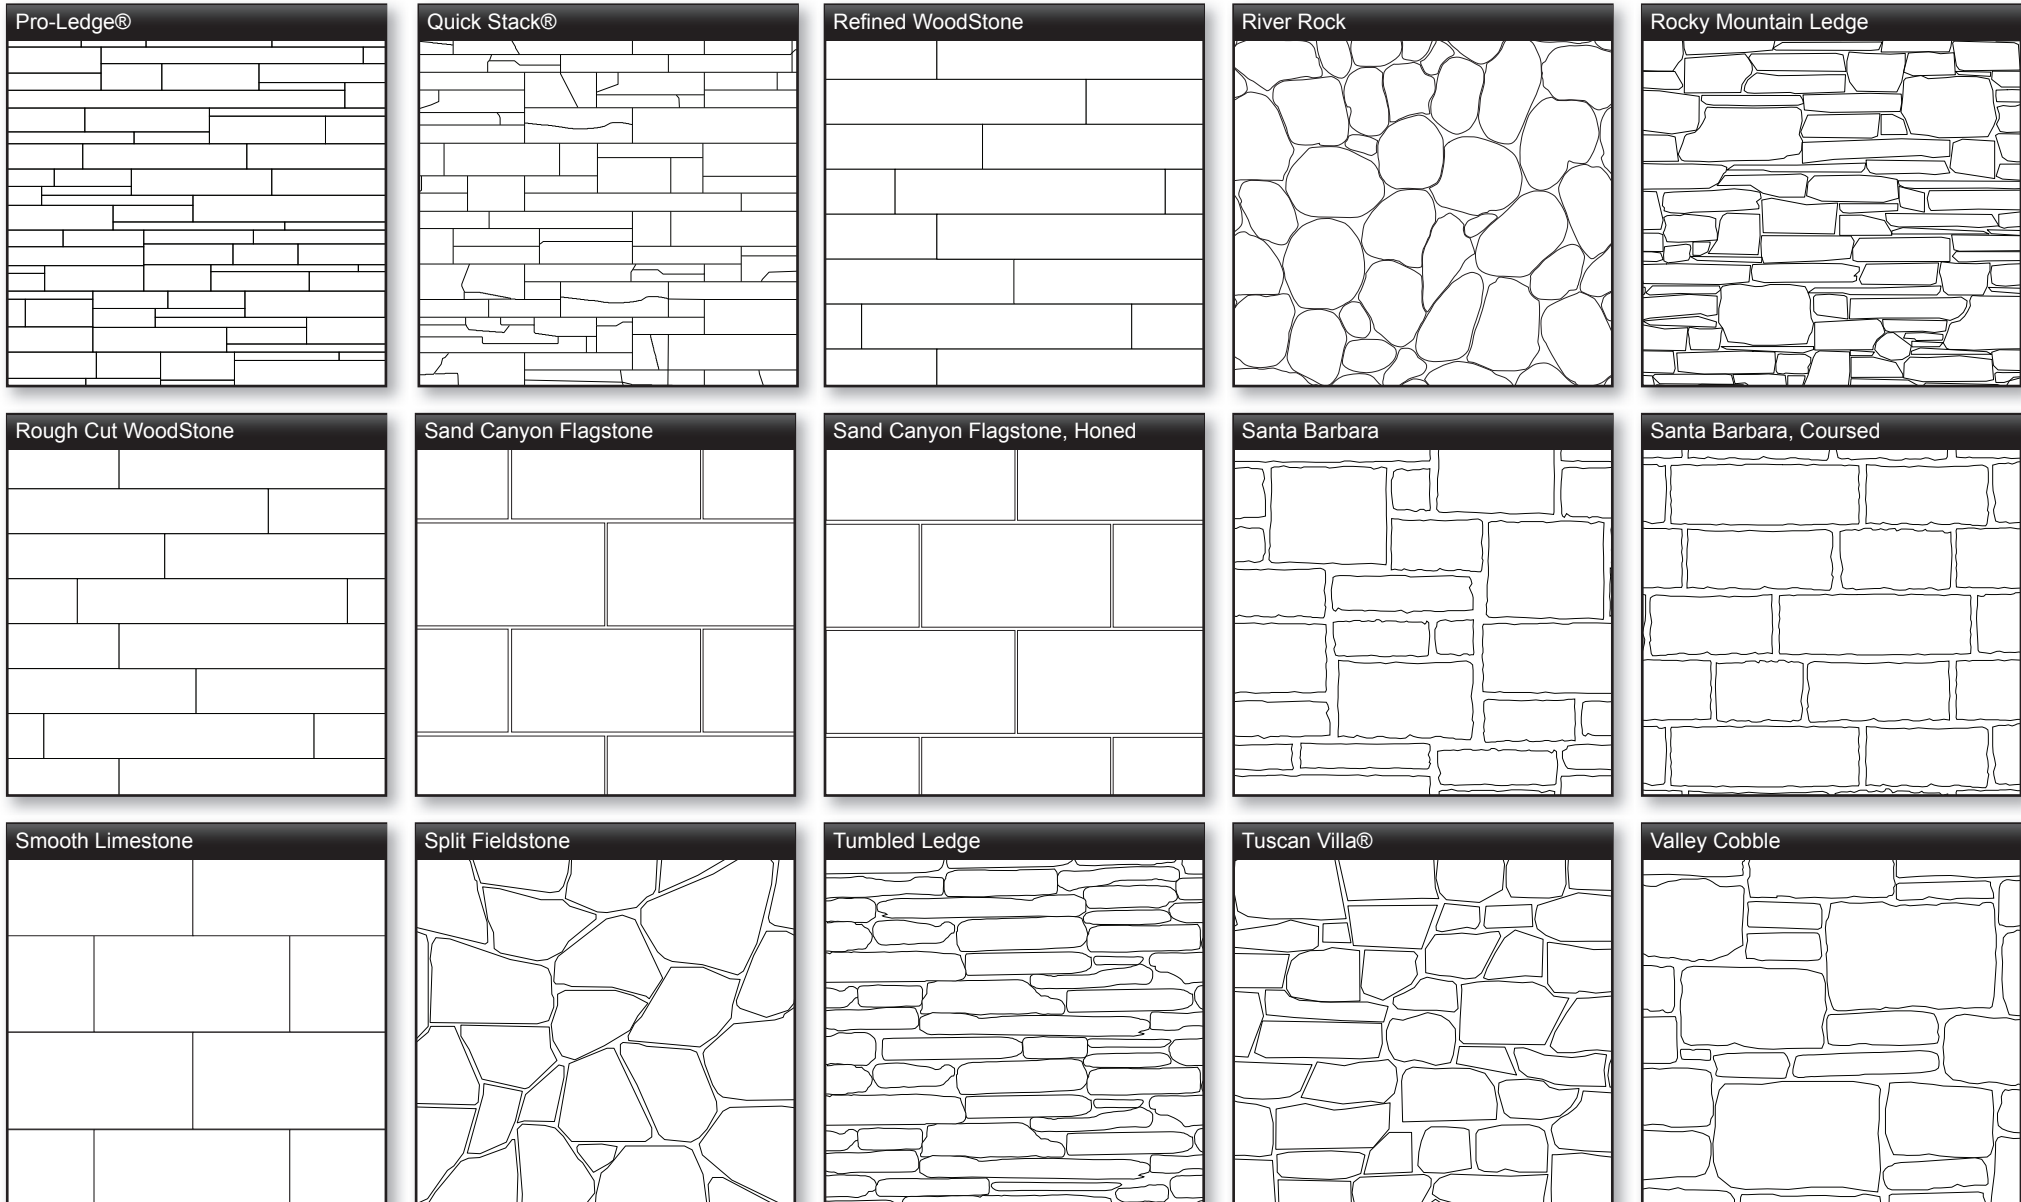 Pro-Ledge®
Quick Stack®
Refined WoodStone
River Rock
Rocky Mountain Ledge
Rough Cut WoodStone
Sand Canyon Flagstone
Sand Canyon Flagstone, Honed
Santa Barbara
Santa Barbara, Coursed
Smooth Limestone
Split Fieldstone
Tumbled Ledge
Tuscan Villa®
Valley Cobble